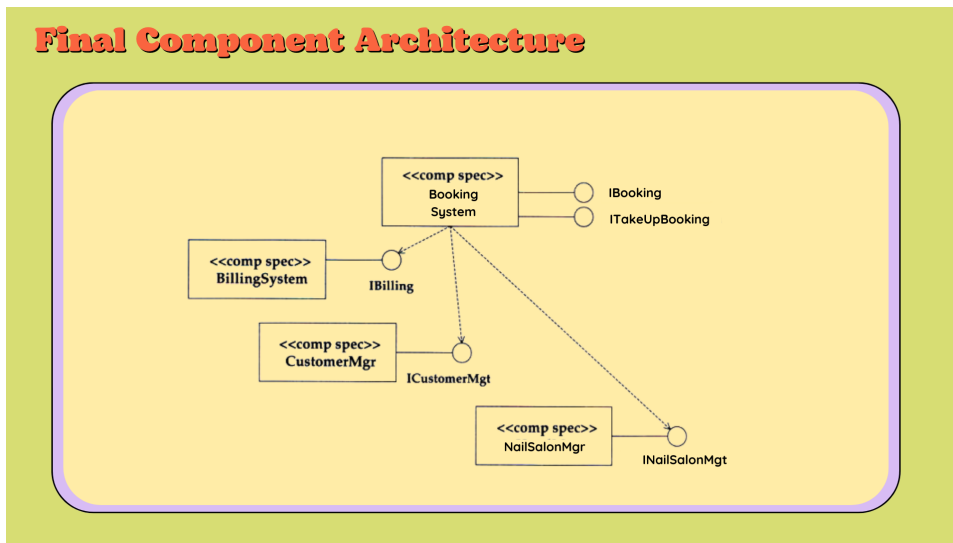 Final Component Architecture
<<comp spec>>
Booking
System
IBooking
ITakeUpBooking
<<comp spec>>
BillingSystem
IBilling
<<comp spec>>
CustomerMgr
ICustomerMgt
<<comp spec>>
NailSalonMgr
INailSalonMgt